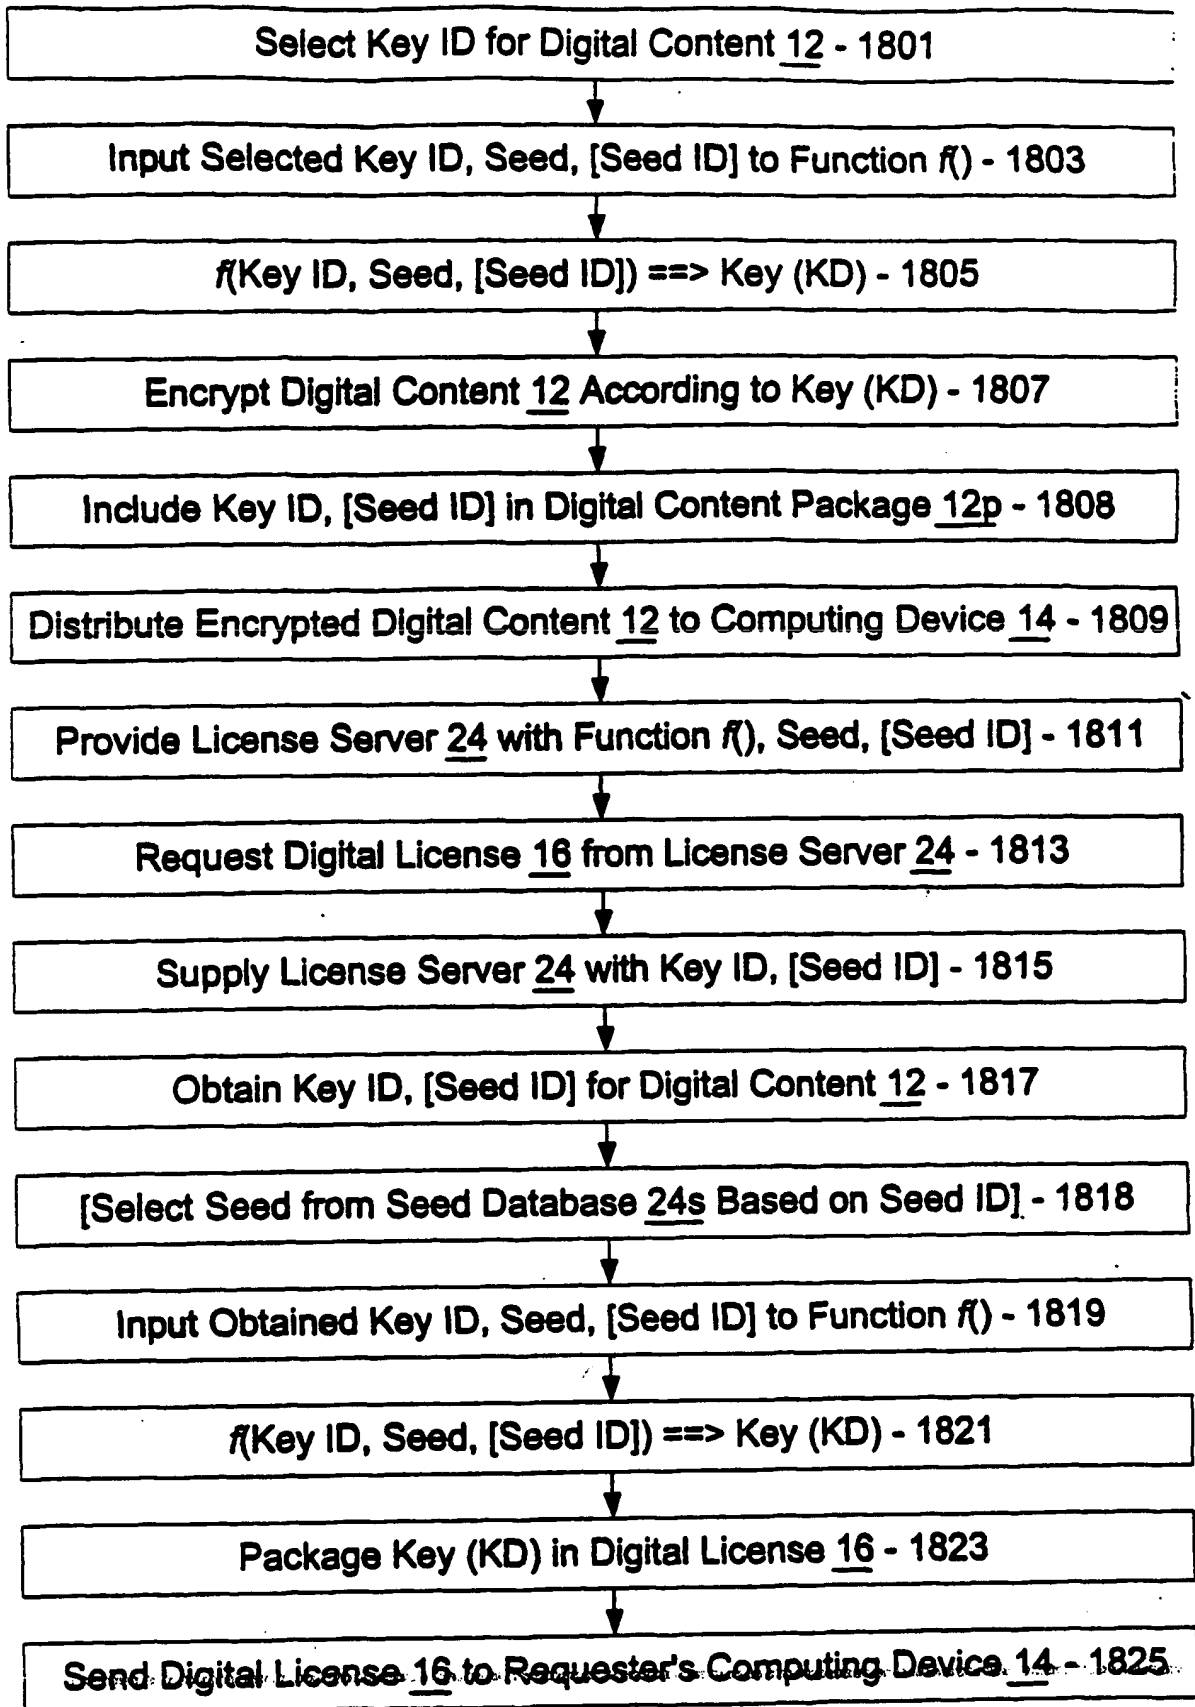 Select Key ID for Digital Content 12 - 1801
Input Selected Key ID, Seed, [Seed ID] to Function f() - 1803
f(Key ID, Seed, [Seed ID]) ==> Key (KD) - 1805
Encrypt Digital Content 12 According to Key (KD) - 1807
Include Key ID, [Seed ID] in Digital Content Package 12p - 1808
Distribute Encrypted Digital Content 12 to Computing Device 14 - 1809
Provide License Server 24 with Function f(), Seed, [Seed ID] - 1811
Request Digital License 16 from License Server 24 - 1813
Supply License Server 24 with Key ID, [Seed ID] - 1815
Obtain Key ID, [Seed ID] for Digital Content 12 - 1817
[Select Seed from Seed Database 24s Based on Seed ID] - 1818
Input Obtained Key ID, Seed, [Seed ID] to Function f() - 1819
f(Key ID, Seed, [Seed ID]) ==> Key (KD) - 1821
Package Key (KD) in Digital License 16 - 1823
Send Digital License 16 to Requester's Computing Device 14 - 1825